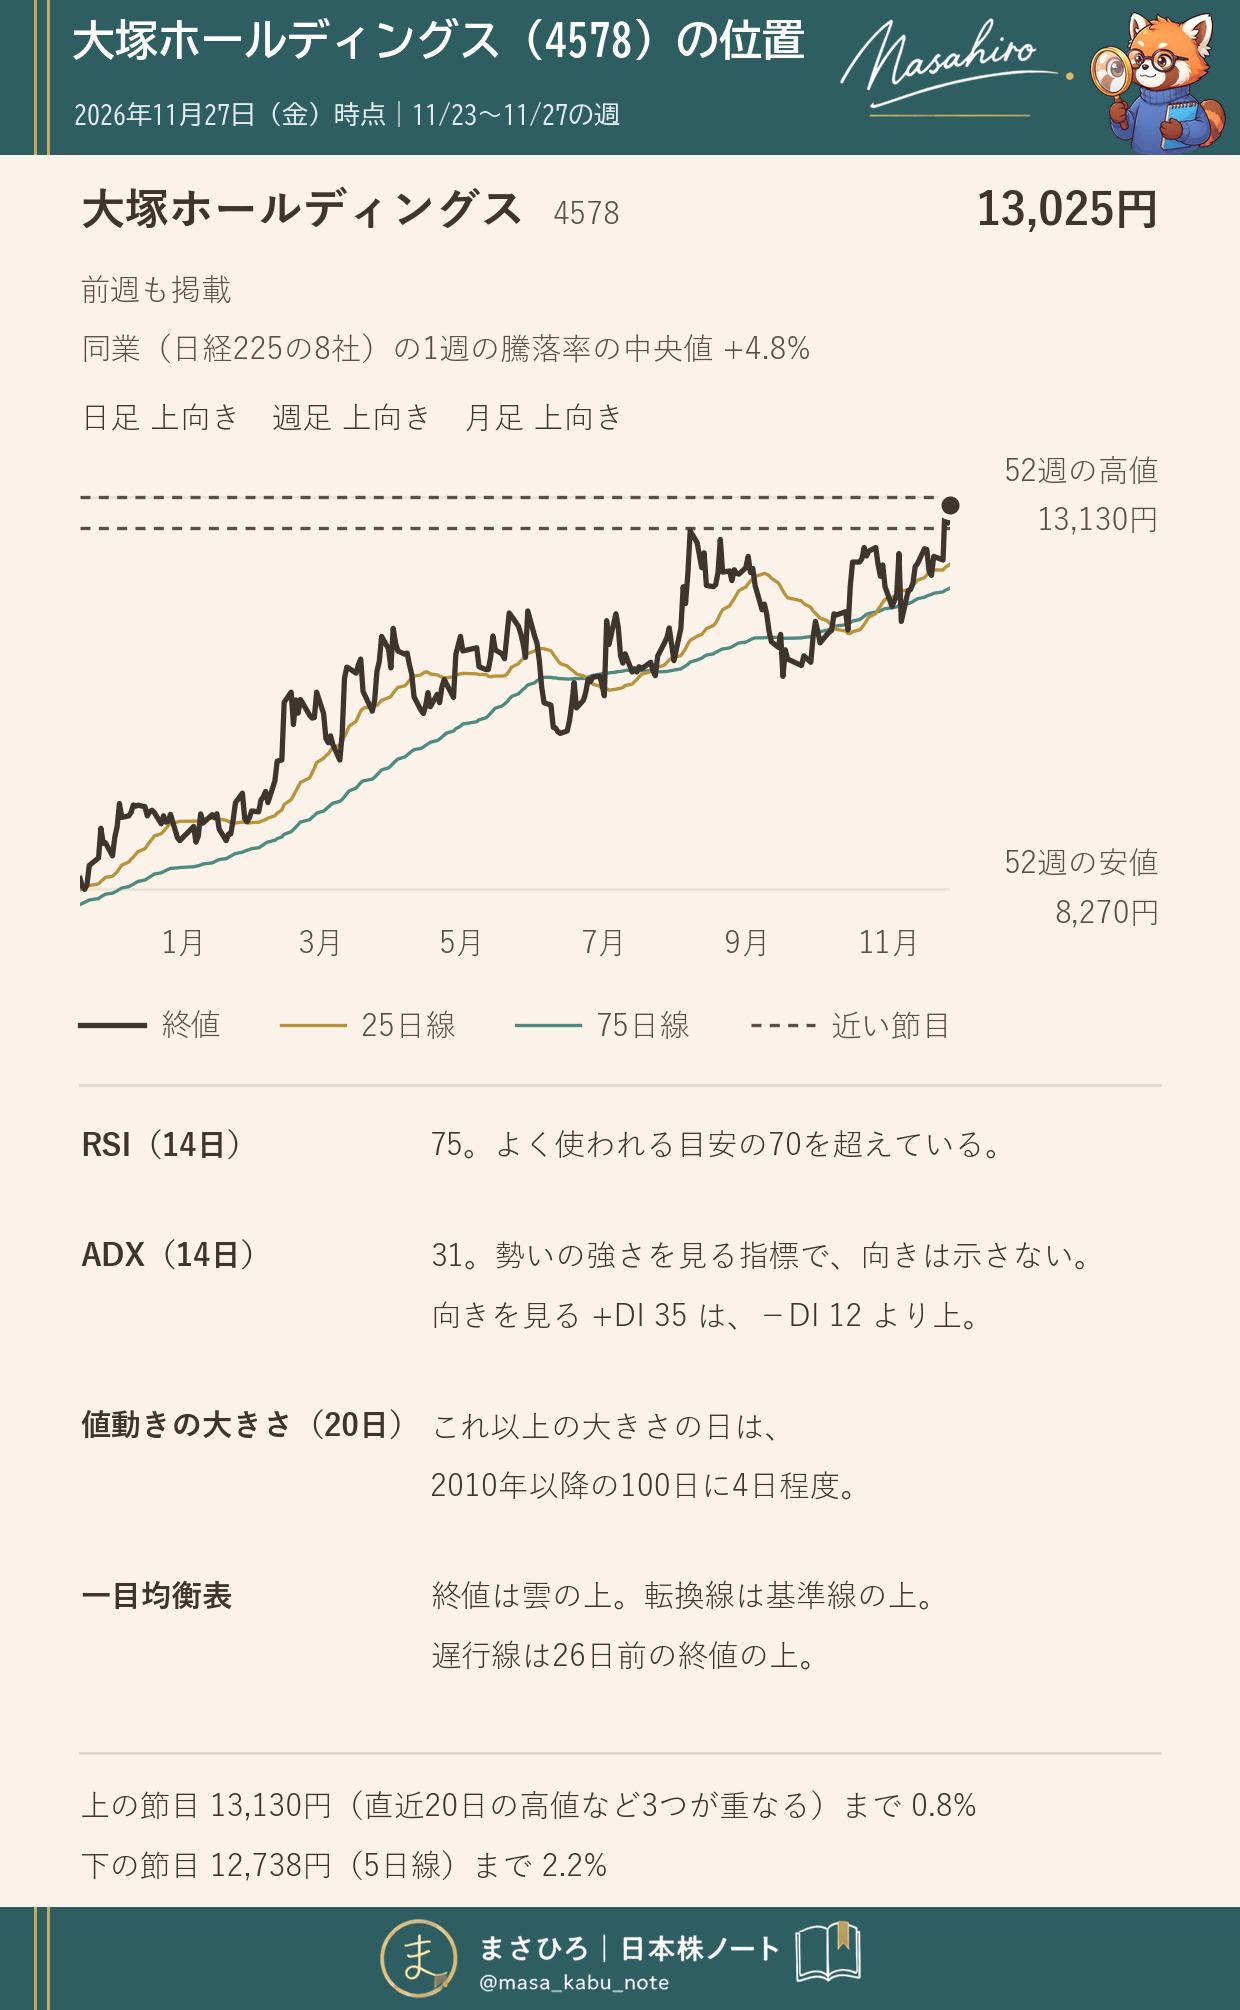 大塚ホールディングス（4578）の位置
Masahiro
2026年11月27日（金）時点｜11/23～11/27の週
大塚ホールディングス 4578 13,025円
前週も掲載
同業（日経225の8社）の1週の騰落率の中央値 +4.8%
日足 上向き 週足 上向き 月足 上向き
52週の高値
13,130円
52週の安値
8,270円
1月 3月 5月 7月 9月 11月
終値 25日線 75日線 近い節目
RSI（14日） 75。よく使われる目安の70を超えている。
ADX（14日） 31。勢いの強さを見る指標で、向きは示さない。
向きを見る +DI 35 は、－DI 12 より上。
値動きの大きさ（20日） これ以上の大きさの日は、
2010年以降の100日に4日程度。
一目均衡表 終値は雲の上。転換線は基準線の上。
遅行線は26日前の終値の上。
上の節目 13,130円（直近20日の高値など3つが重なる）まで 0.8%
下の節目 12,738円（5日線）まで 2.2%
ま
まさひろ｜日本株ノート
@masa_kabu_note